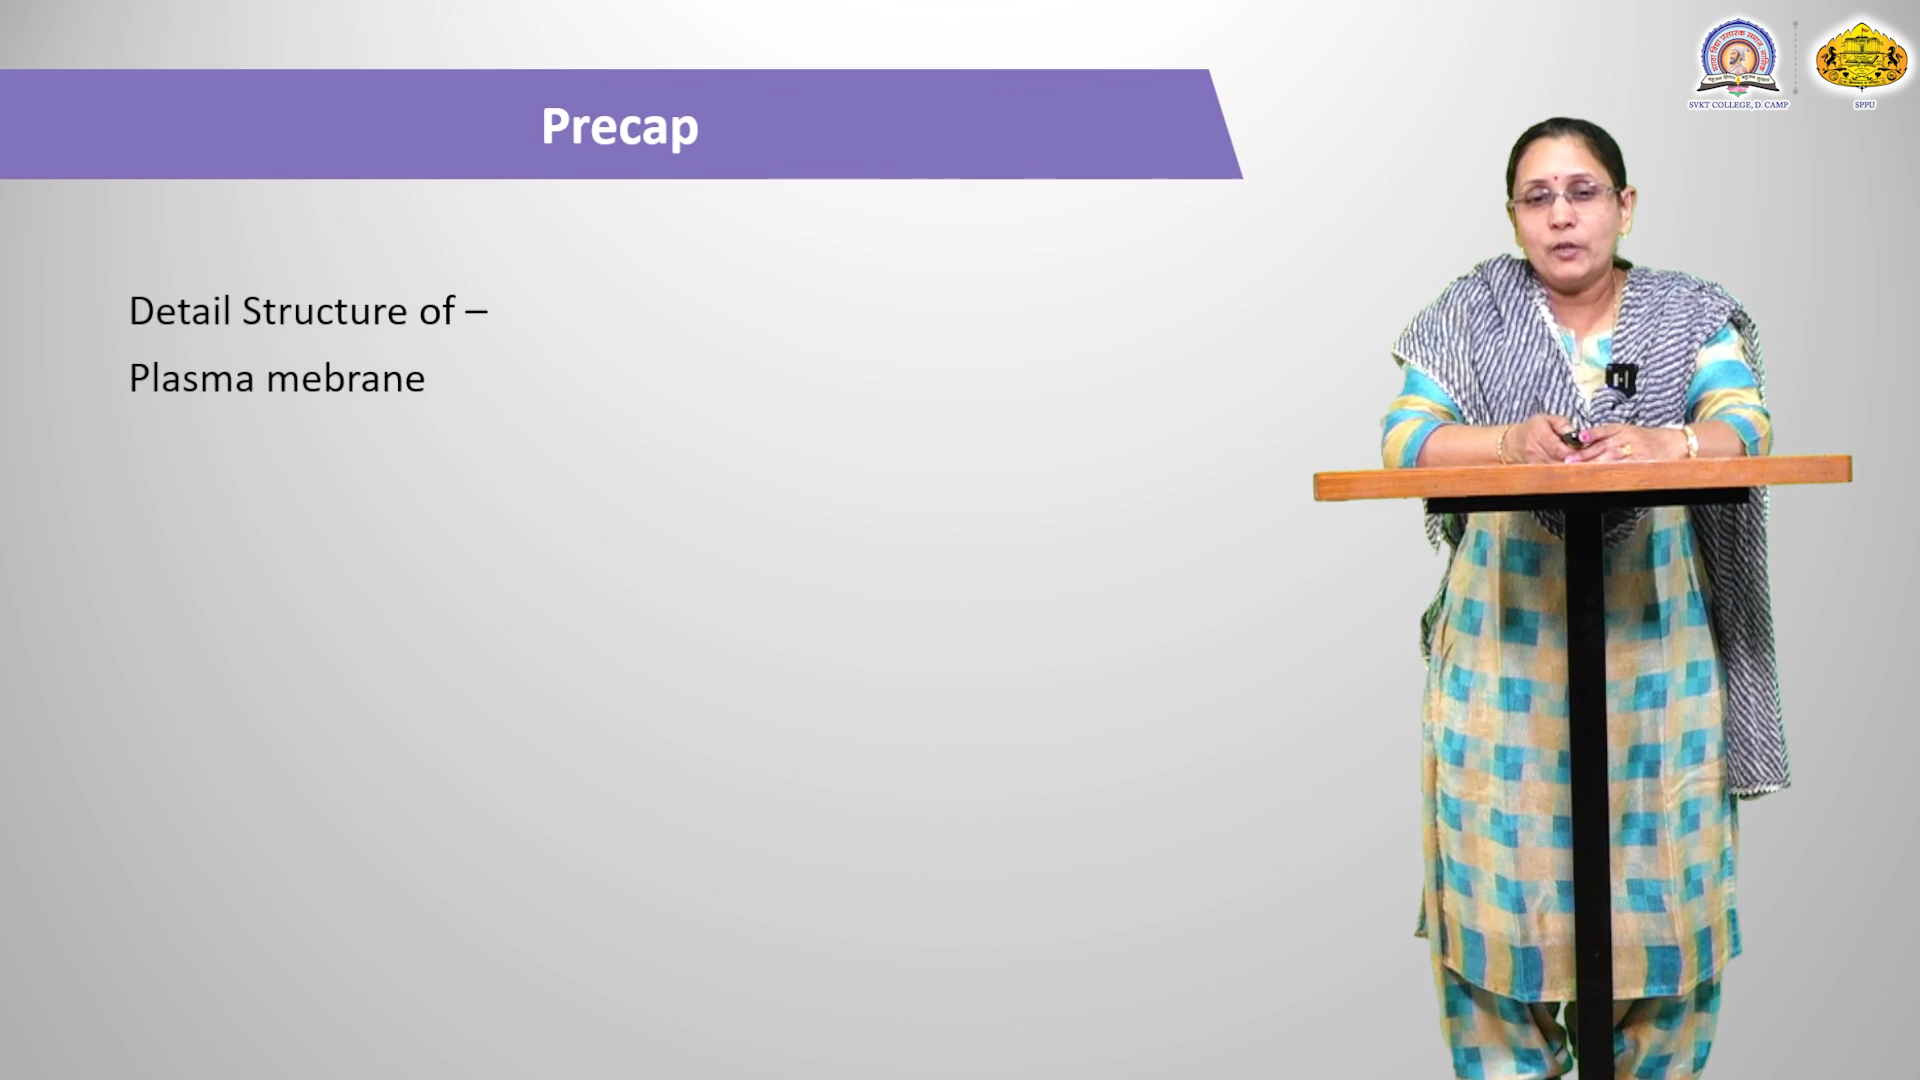 Precap
Detail Structure of –
Plasma mebrane
SVKT COLLEGE, D. CAMP
SPPU